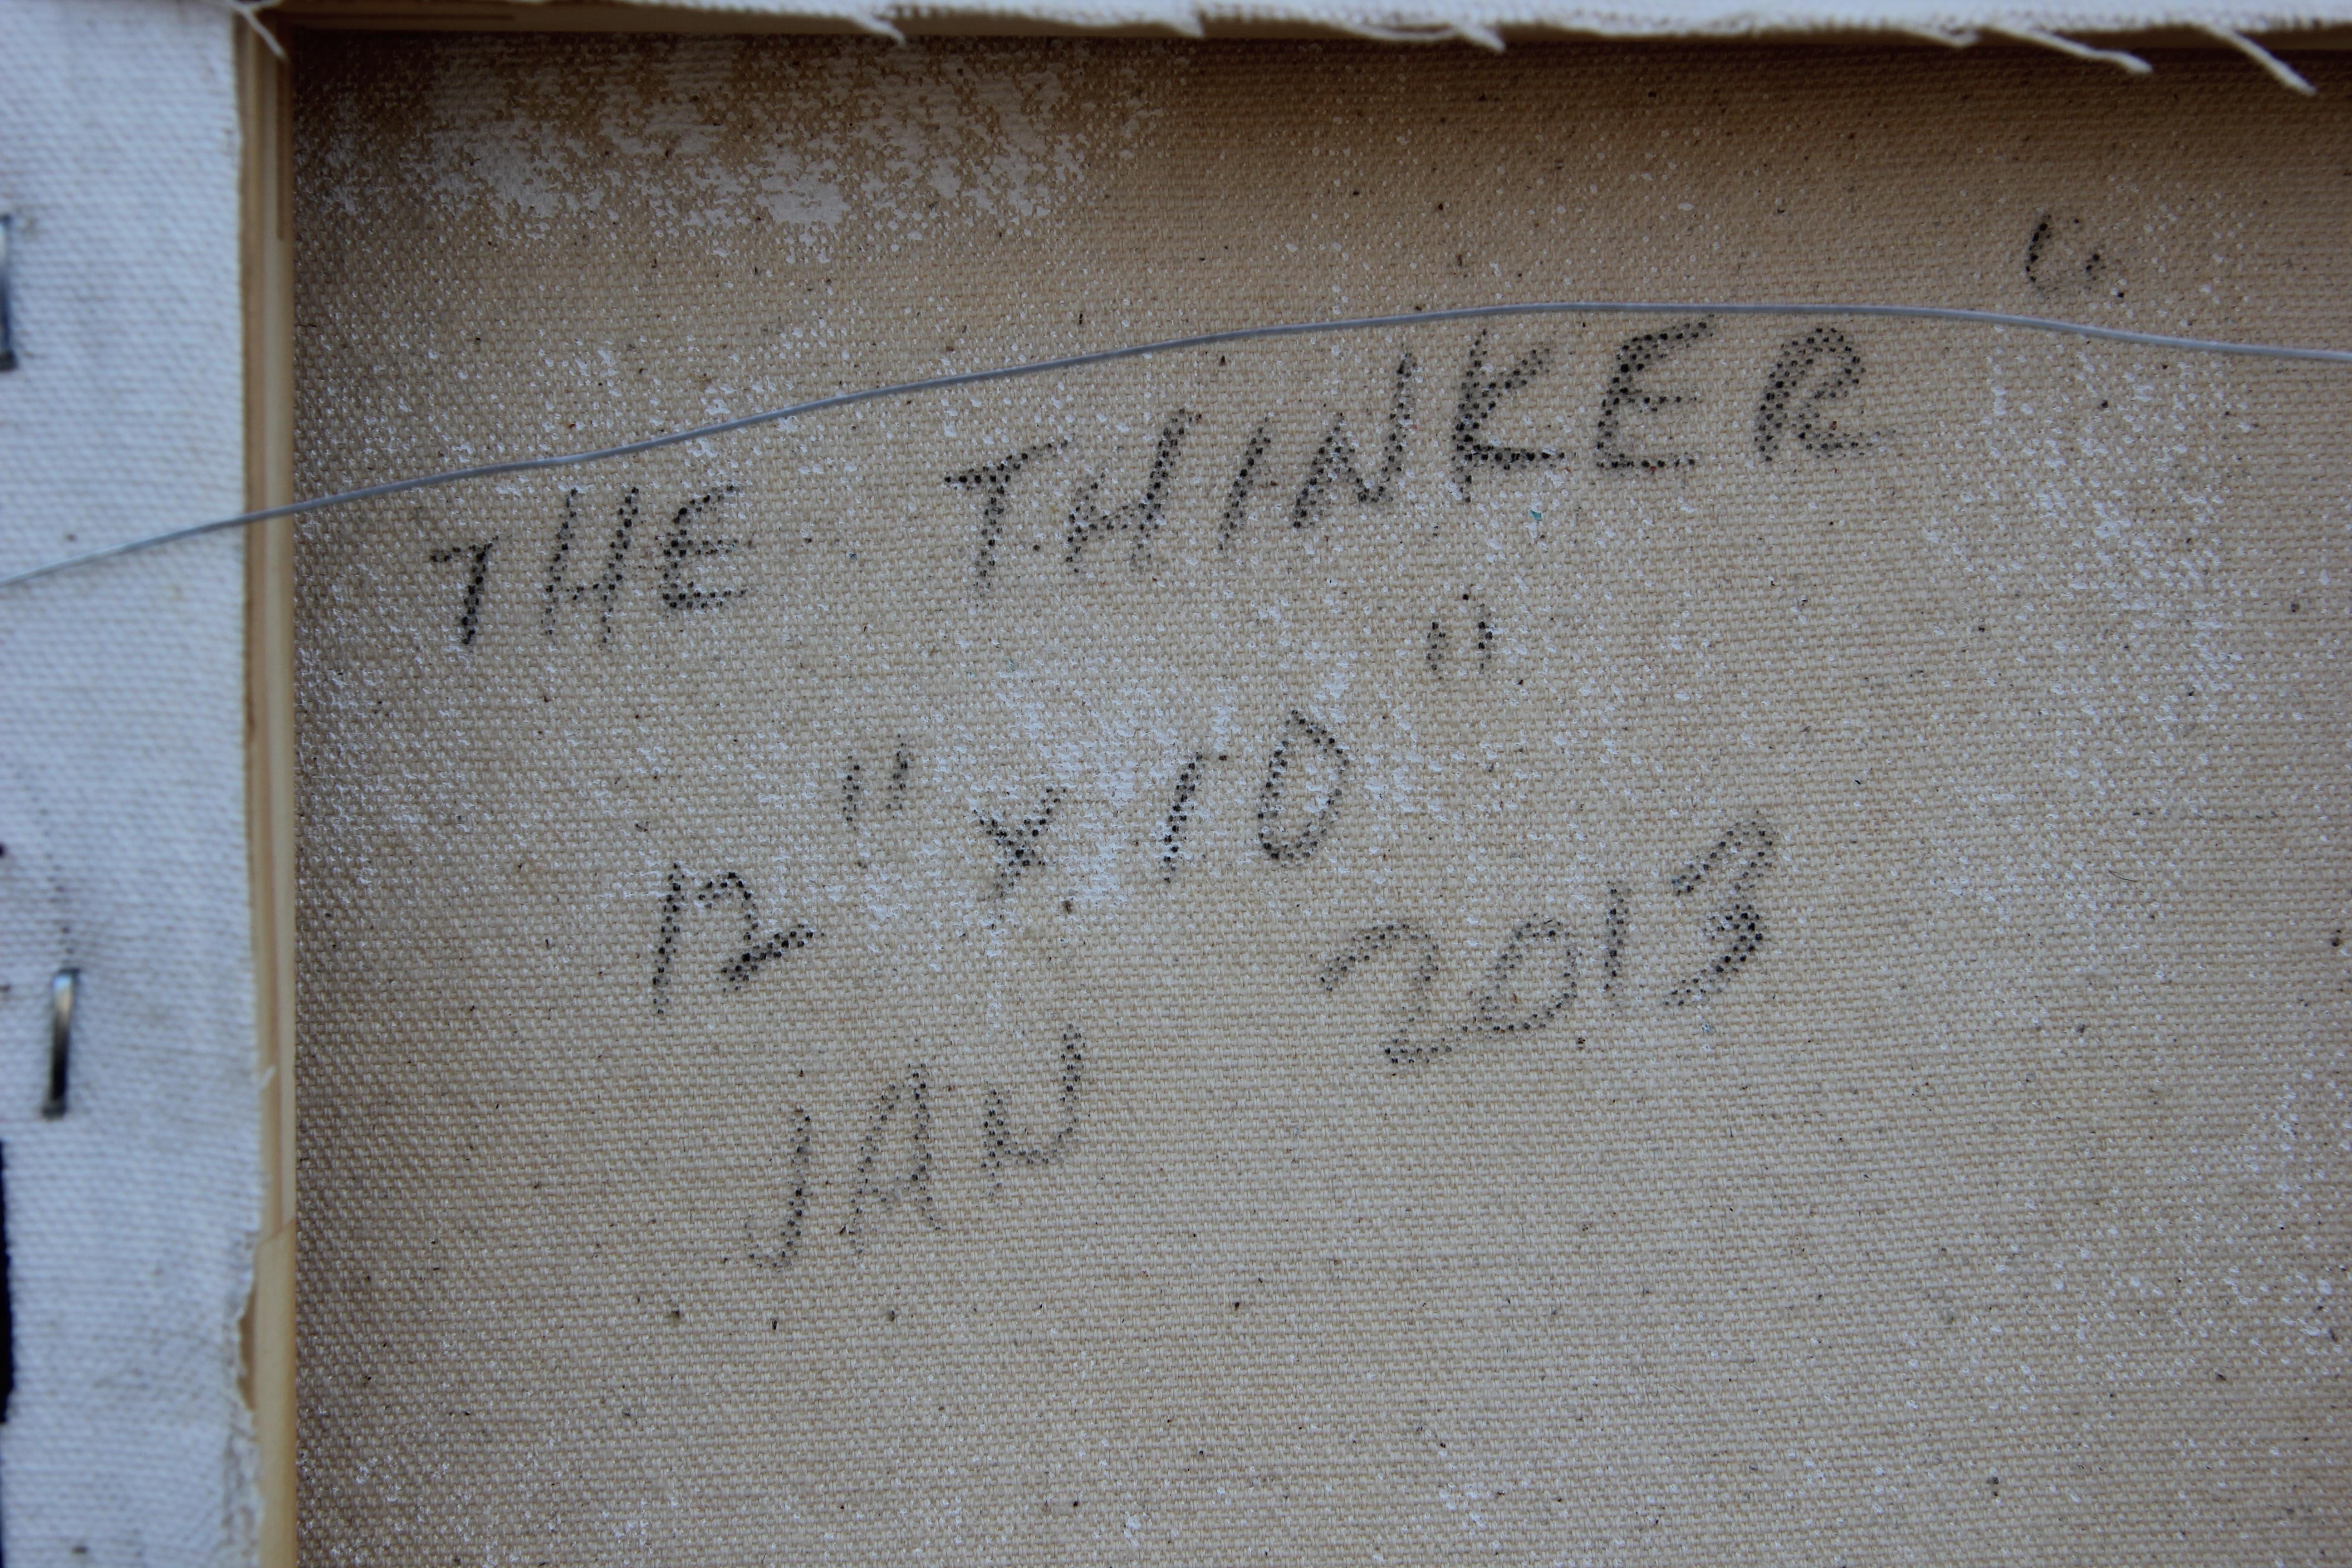 THE THINKER "
12" x 10"
JAN 2013